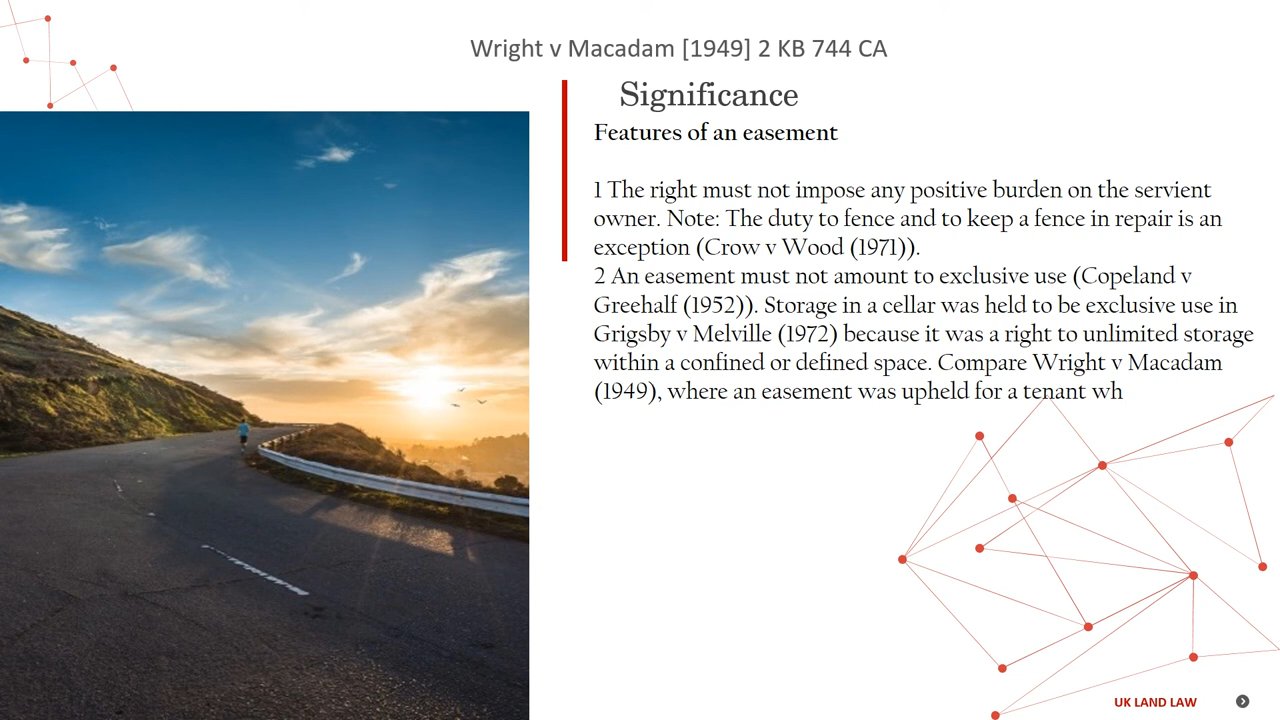 Wright v Macadam [1949] 2 KB 744 CA
Significance
Features of an easement
1 The right must not impose any positive burden on the servient
owner. Note: The duty to fence and to keep a fence in repair is an
exception (Crow v Wood (1971)).
2 An easement must not amount to exclusive use (Copeland v
Greehalf (1952)). Storage in a cellar was held to be exclusive use in
Grigsby v Melville (1972) because it was a right to unlimited storage
within a confined or defined space. Compare Wright v Macadam
(1949), where an easement was upheld for a tenant wh
UK LAND LAW